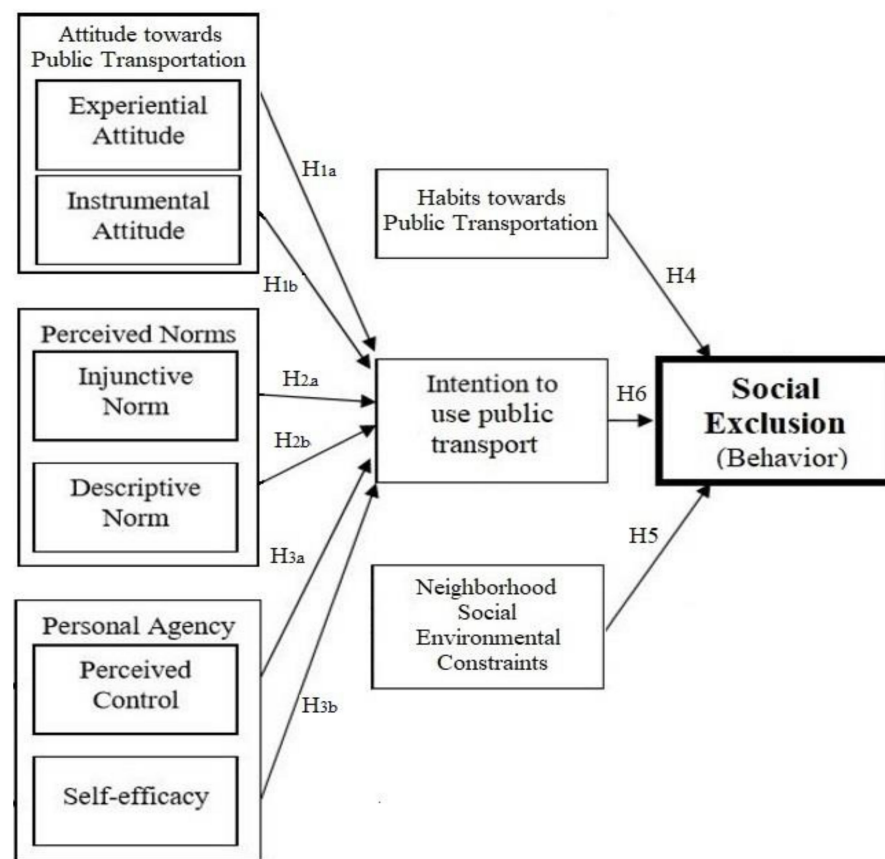 Attitude towards
Public Transportation
Experiential
Attitude
Instrumental
Attitude
H1a
H1b
Perceived Norms
Injunctive
Norm
Descriptive
Norm
H2a
H2b
Personal Agency
Perceived
Control
Self-efficacy
H3a
H3b
Habits towards
Public Transportation
Intention to
use public
transport
Neighborhood
Social
Environmental
Constraints
H4
H6
H5
Social
Exclusion
(Behavior)